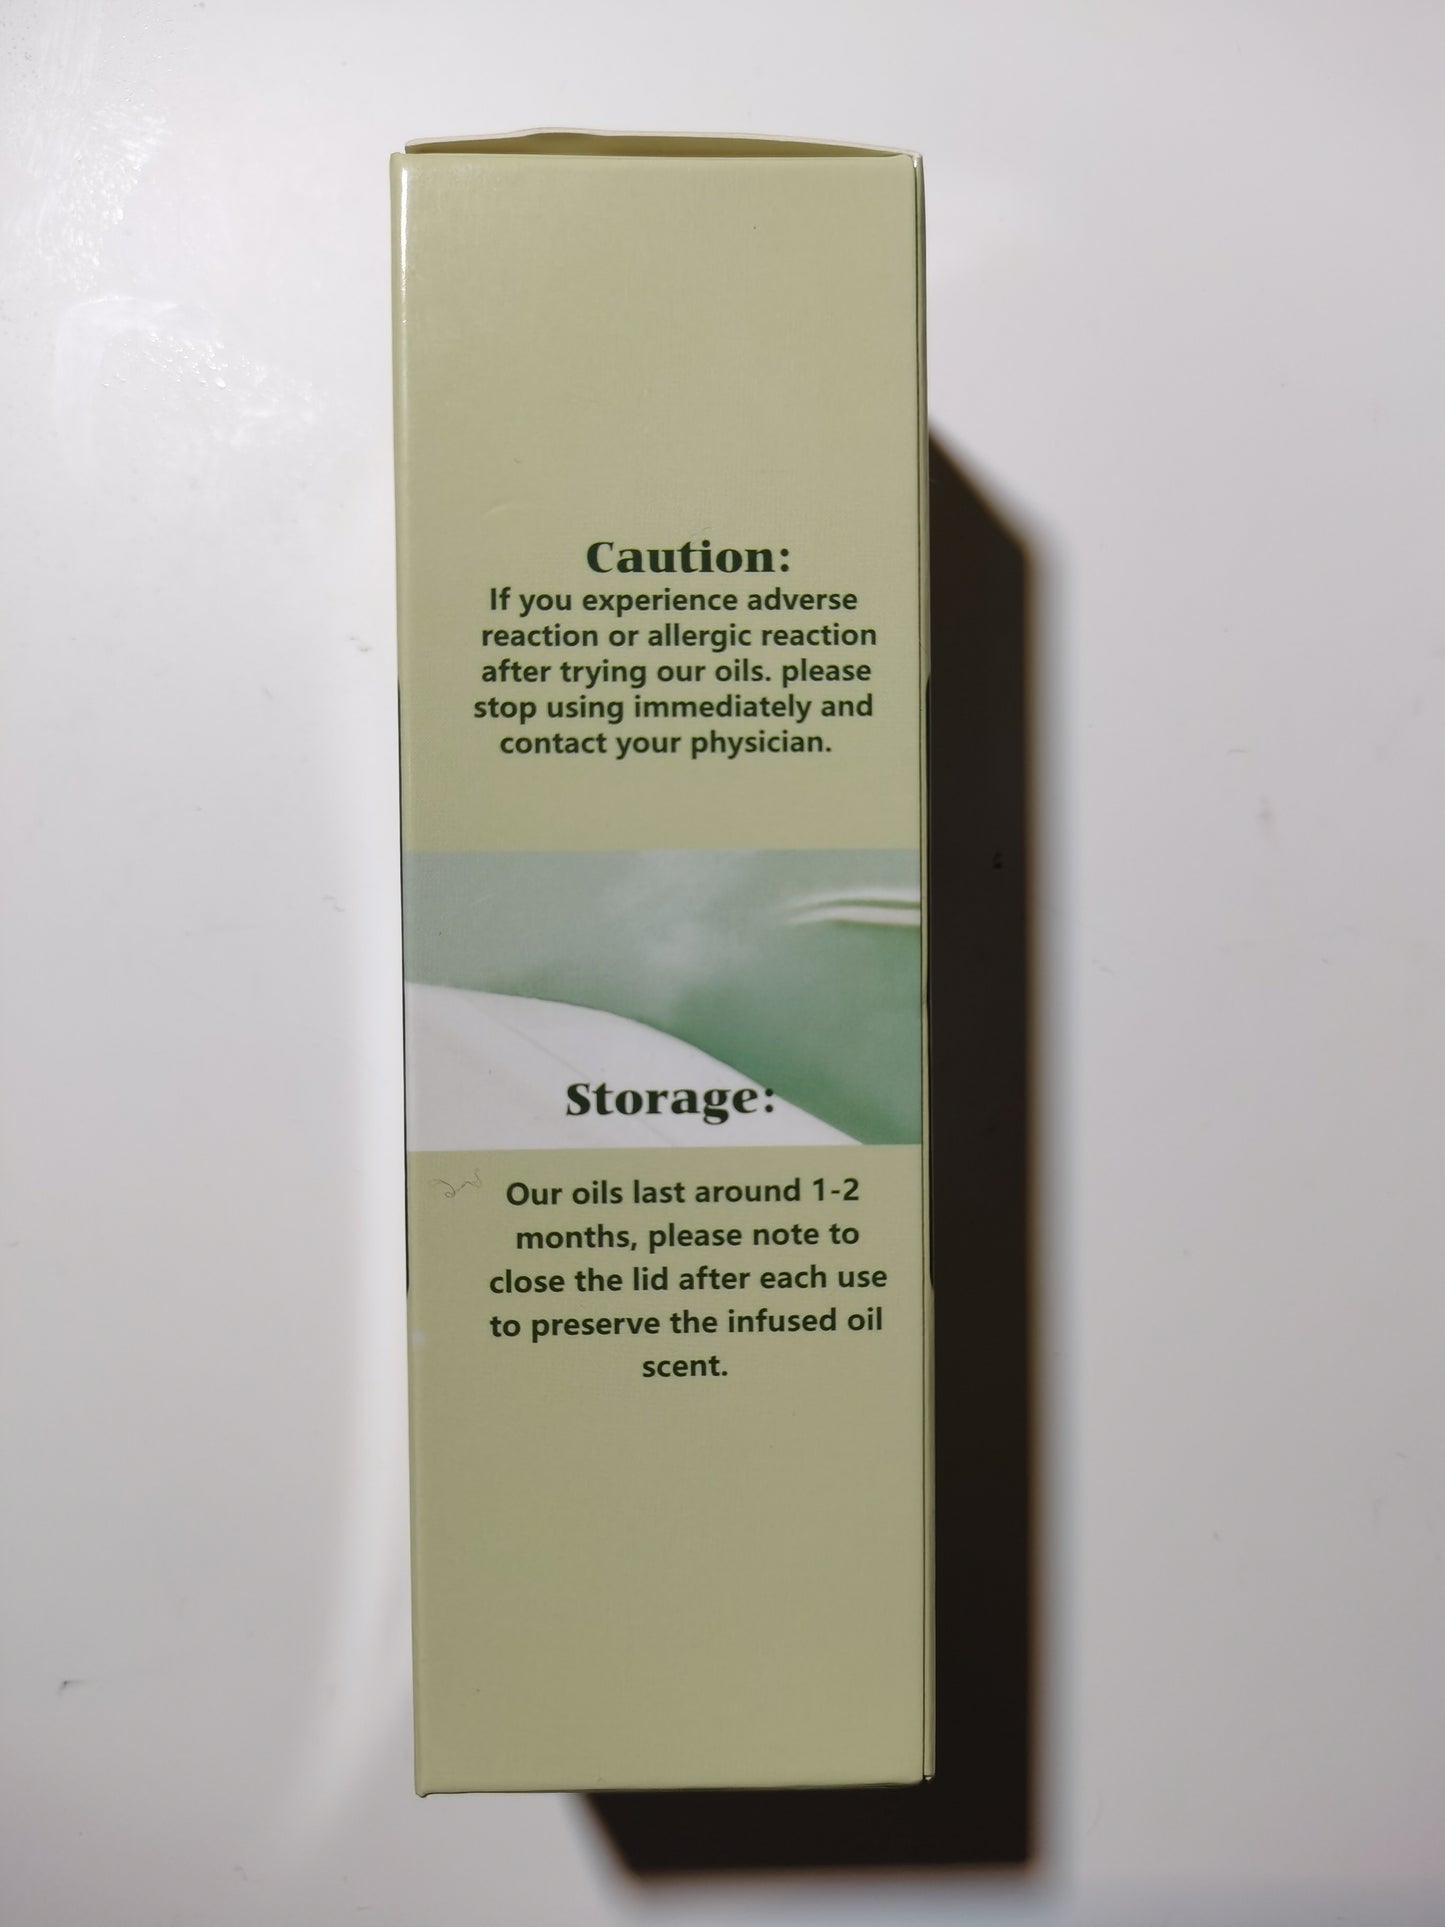 Caution:
If you experience adverse
reaction or allergic reaction
after trying our oils. please
stop using immediately and
contact your physician.
Storage:
Our oils last around 1-2
months, please note to
close the lid after each use
to preserve the infused oil
scent.